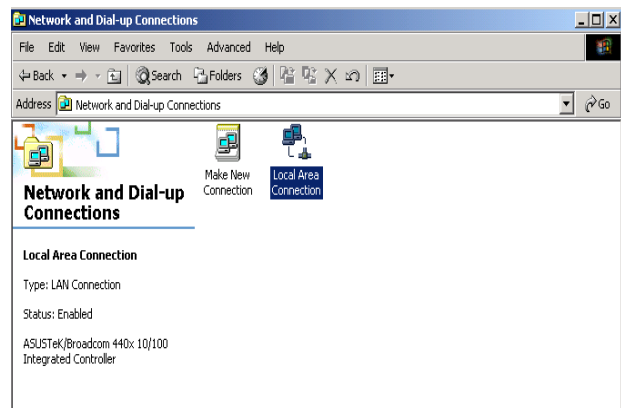 Network and Dial-up Connections
File Edit View Favorites Tools Advanced Help
Back Search Folders
Address Network and Dial-up Connections Go
Make New Connection
Local Area Connection
Network and Dial-up
Connections
Local Area Connection
Type: LAN Connection
Status: Enabled
ASUSTeK/Broadcom 440x 10/100
Integrated Controller